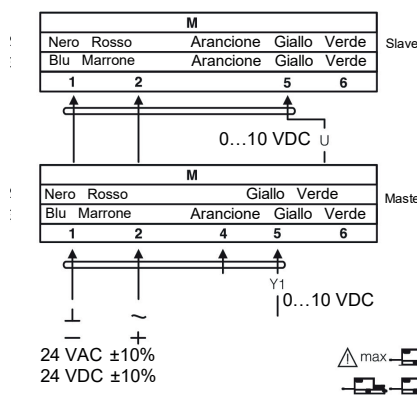 M
Nero Rosso Arancione Giallo Verde
Blu Marrone Arancione Giallo Verde
Slave
1 2 5 6
0...10 VDC U
M
Nero Rosso Giallo Verde
Blu Marrone Arancione Giallo Verde
1 2 4 5 6
Y1
0...10 VDC
⊥ ~
− +
24 VAC ±10%
24 VDC ±10%
max